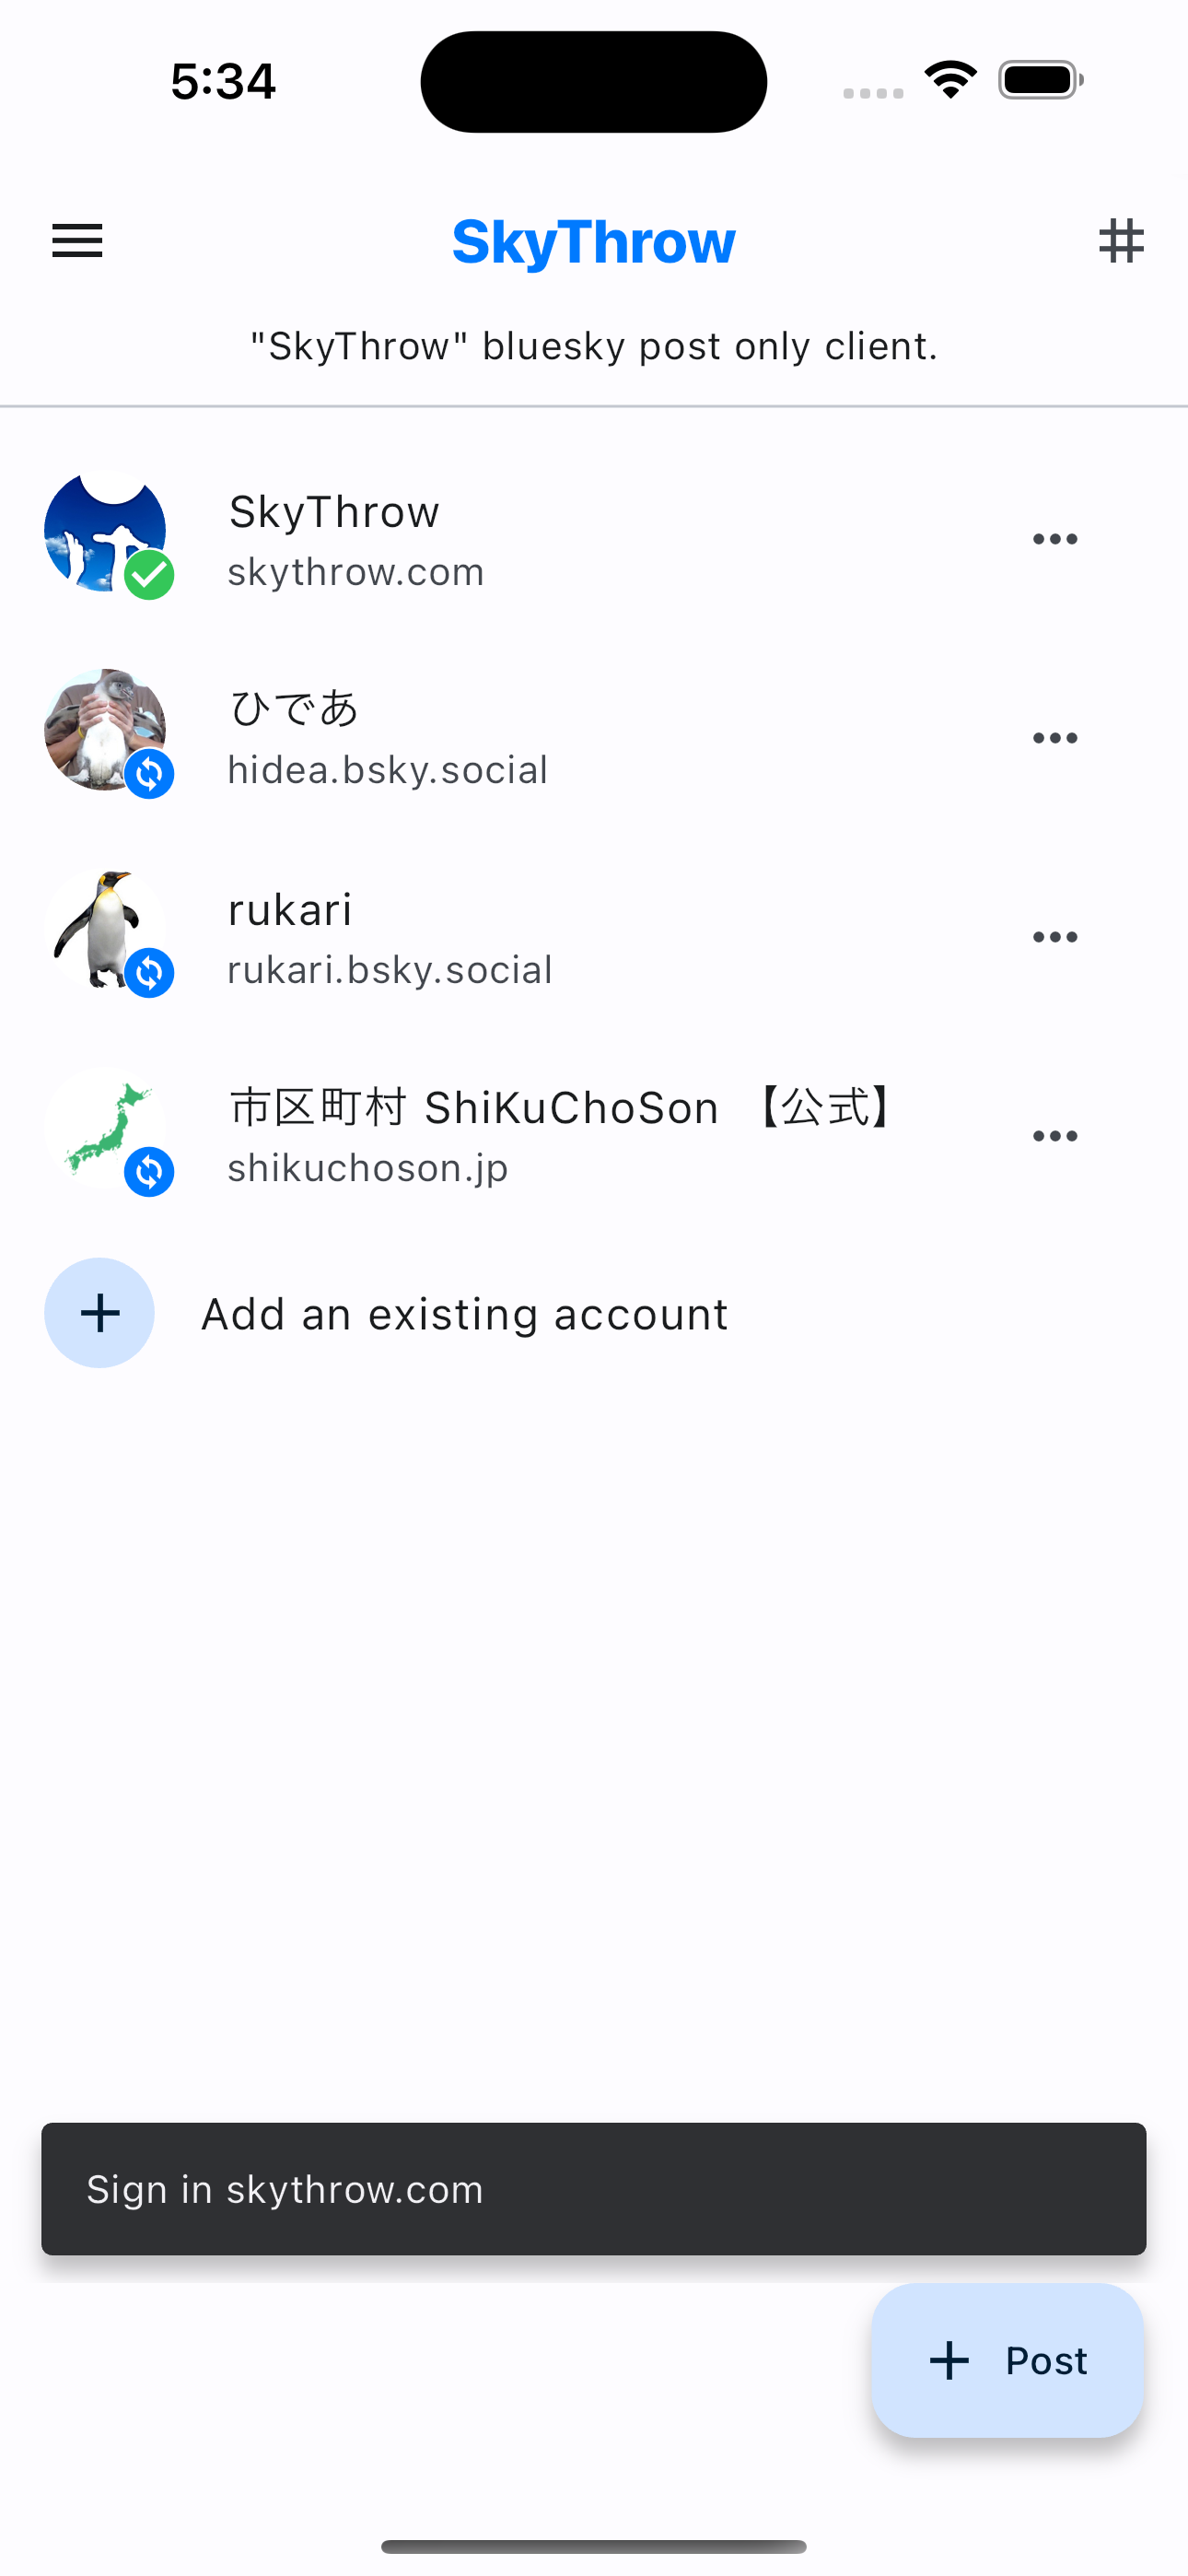 5:34
SkyThrow
"SkyThrow" bluesky post only client.
SkyThrow
skythrow.com
ひであ
hidea.bsky.social
rukari
rukari.bsky.social
市区町村 ShiKuChoSon 【公式】
shikuchoson.jp
Add an existing account
Sign in skythrow.com
Post